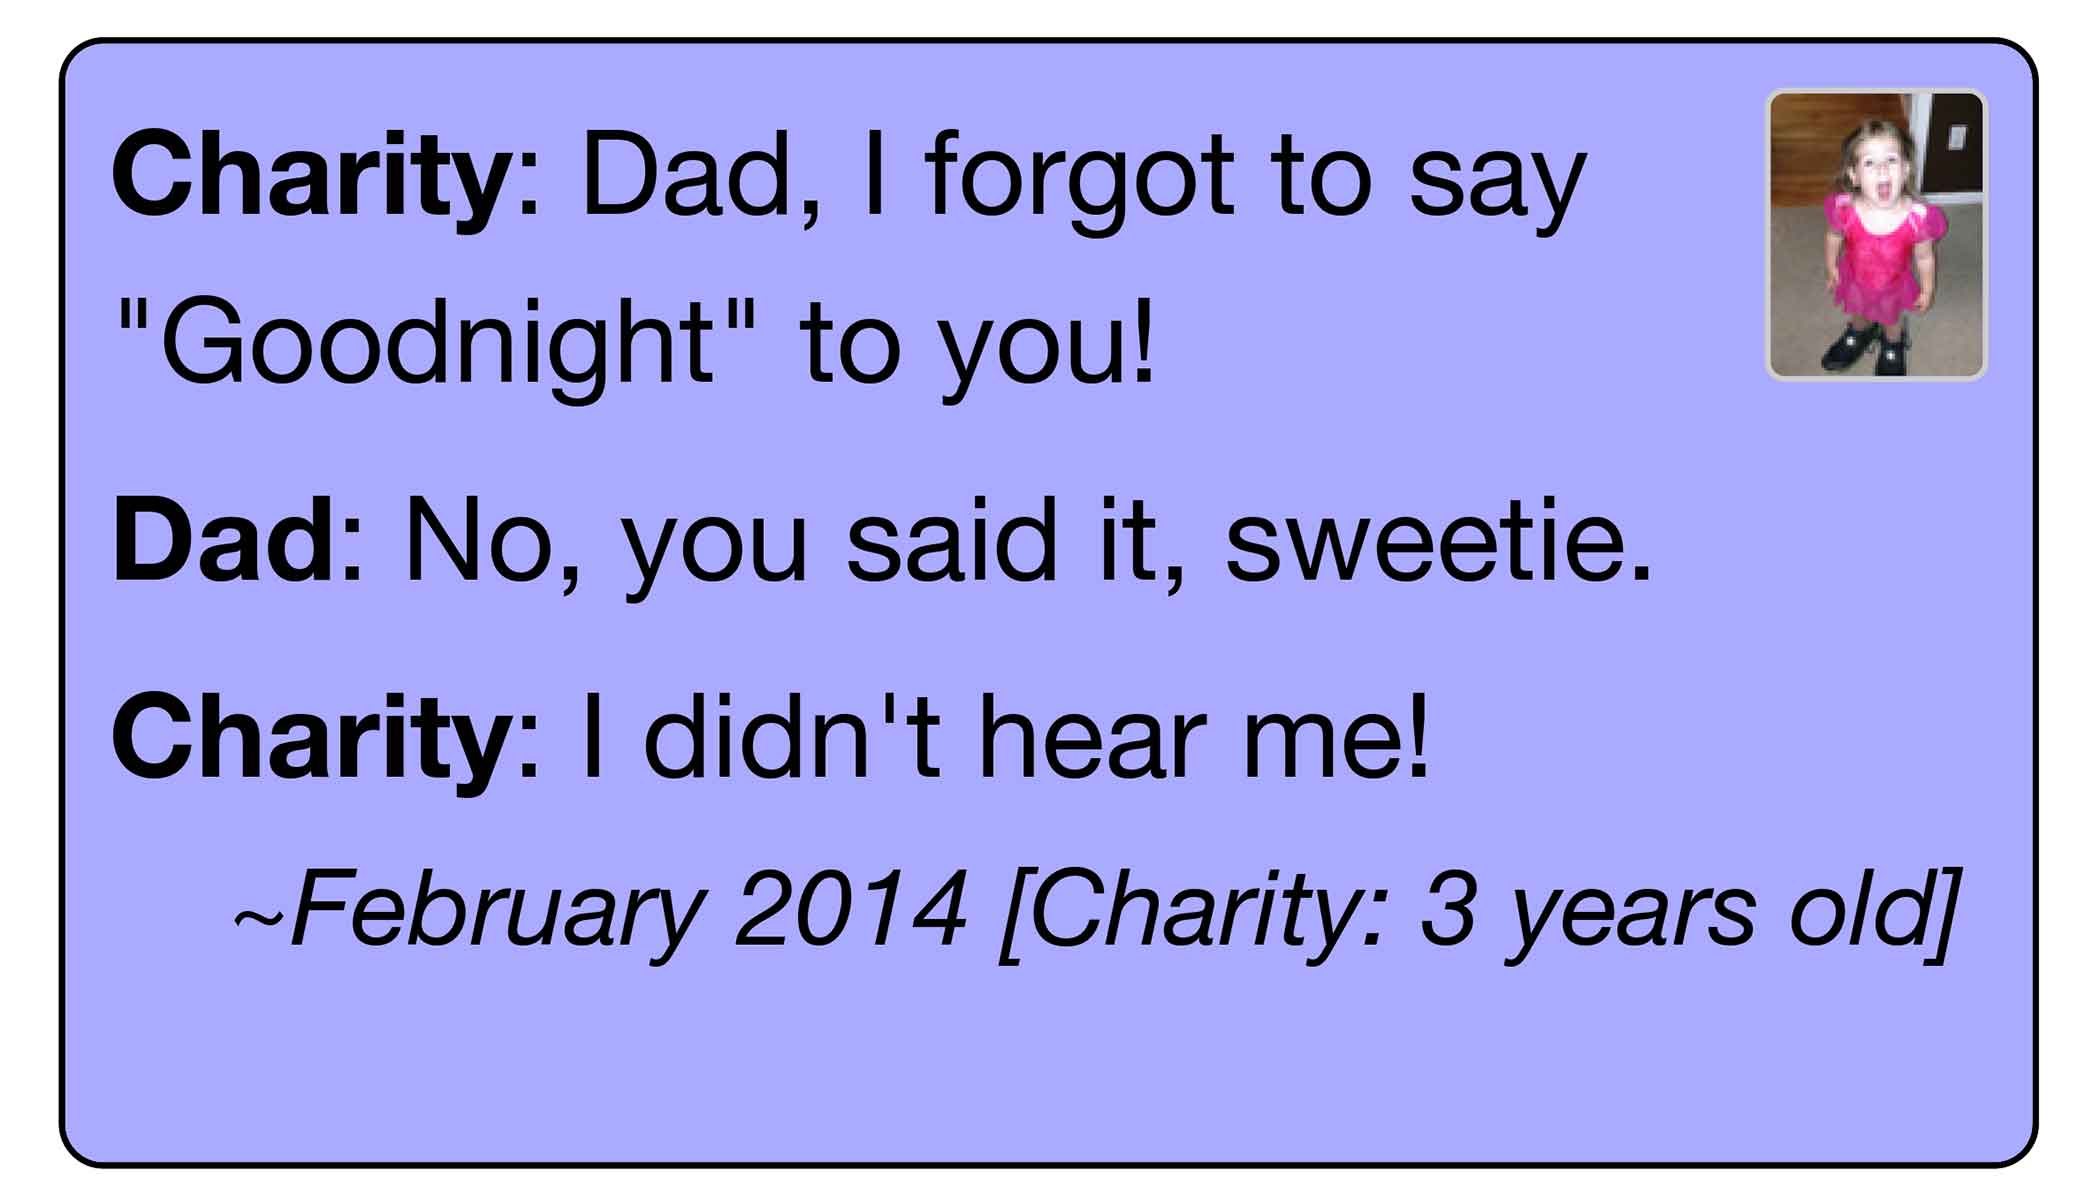 Charity: Dad, I forgot to say
"Goodnight" to you!
Dad: No, you said it, sweetie.
Charity: I didn't hear me!
~February 2014 [Charity: 3 years old]